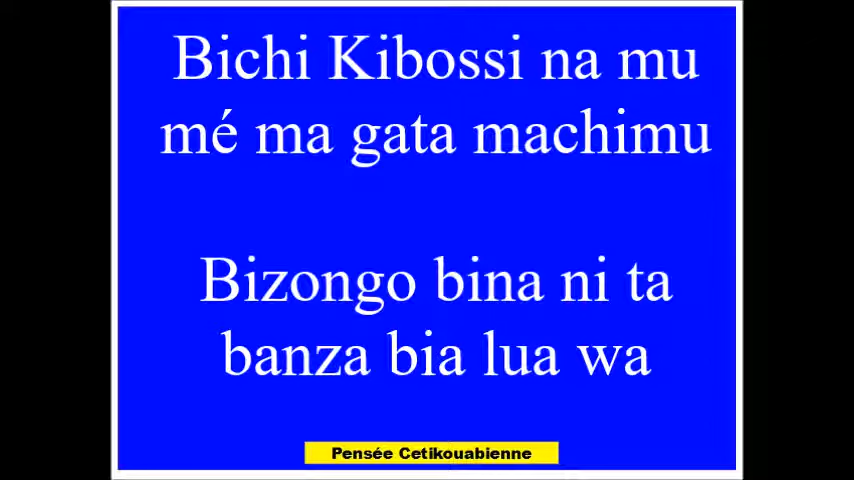 Bichi Kibossi na mu
mé ma gata machimu
Bizongo bina ni ta
banza bia lua wa
Pensée Cetikouabienne